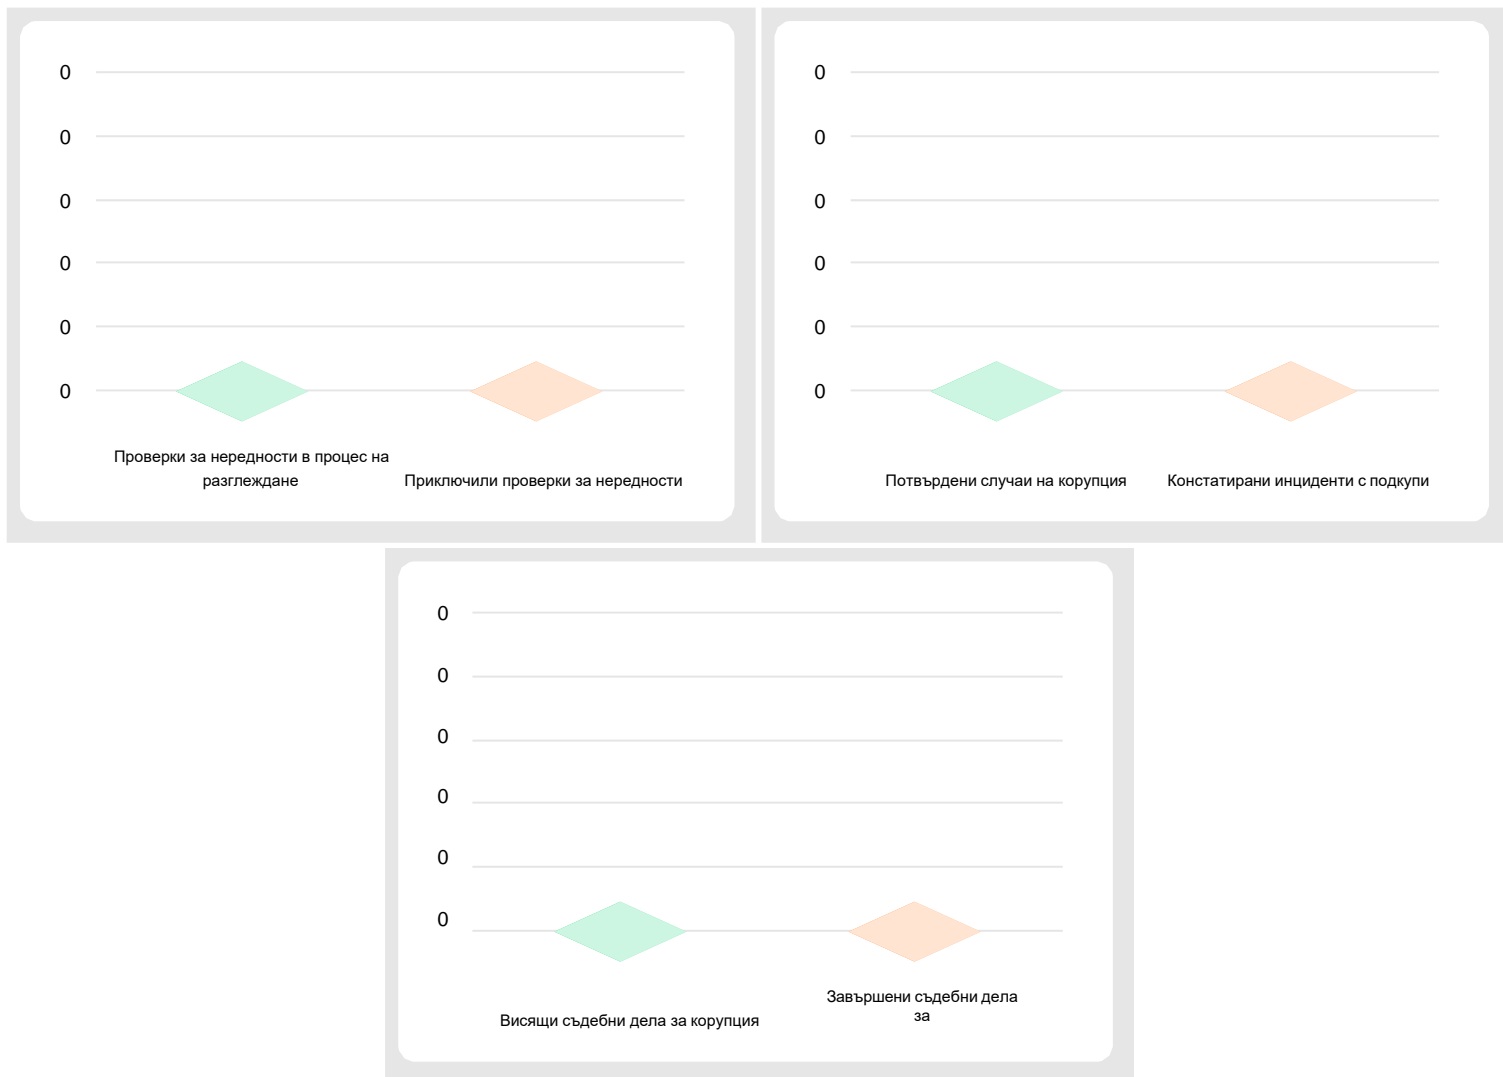 0
0
0
0
0
0
Проверки за нередности в процес на
разглеждане
Приключили проверки за нередности
0
0
0
0
0
0
Потвърдени случаи на корупция
Констатирани инциденти с подкупи
0
0
0
0
0
0
Висящи съдебни дела за корупция
Завършени съдебни дела
за